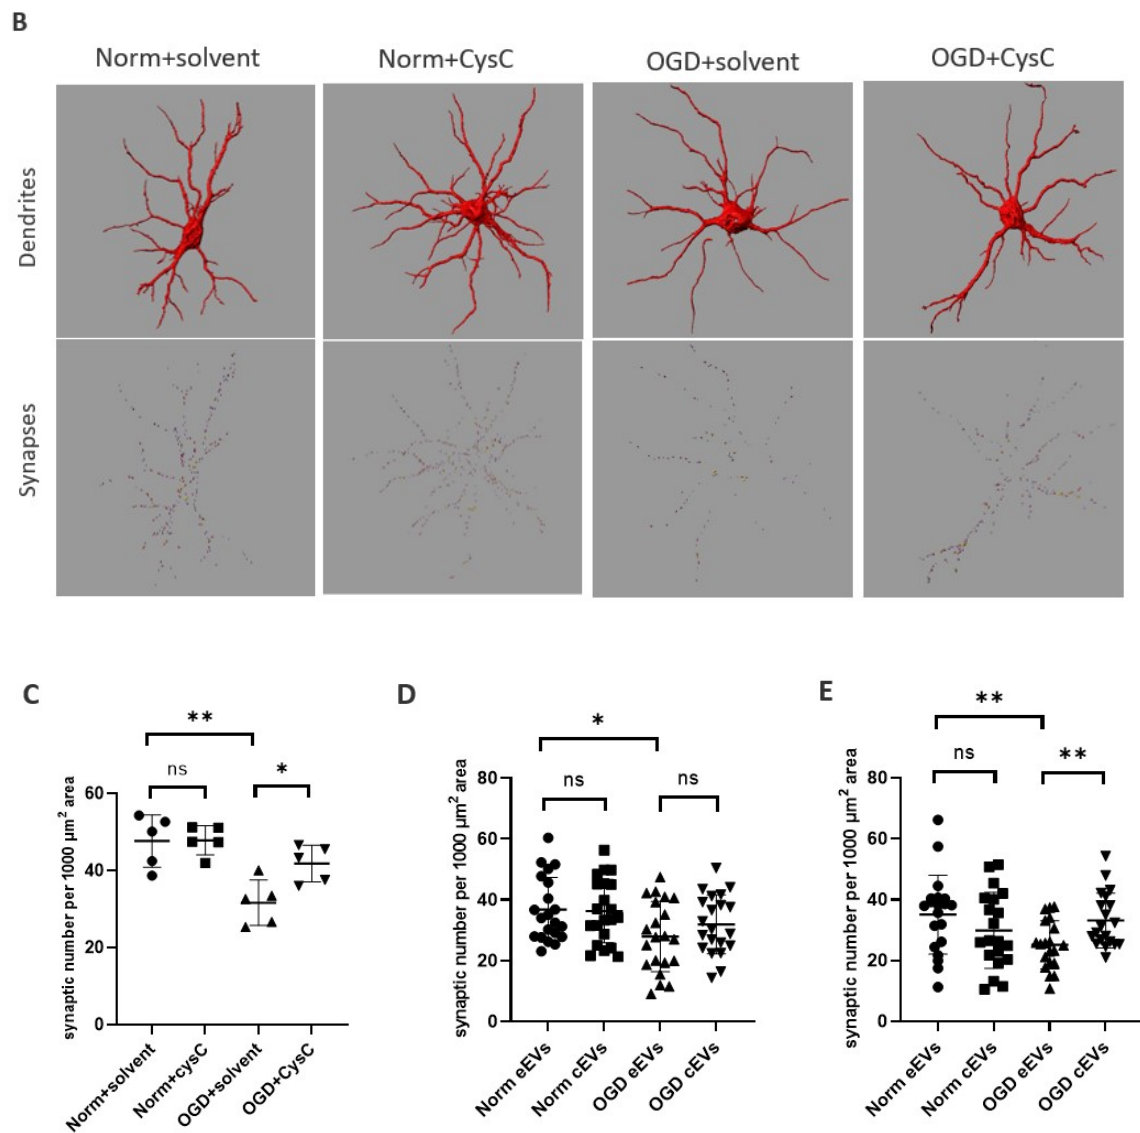 B
Norm+solvent
Norm+CysC
OGD+solvent
OGD+CysC
Dendrites
Synapses
C
synaptic number per 1000 µm² area
60
40
20
0
**
ns
*
Norm+solvent
Norm+cysC
OGD+solvent
OGD+CysC
D
synaptic number per 1000 µm² area
80
60
40
20
0
*
ns
ns
Norm eEVs
Norm cEVs
OGD eEVs
OGD cEVs
E
synaptic number per 1000 µm² area
80
60
40
20
0
**
ns
**
Norm eEVs
Norm cEVs
OGD eEVs
OGD cEVs